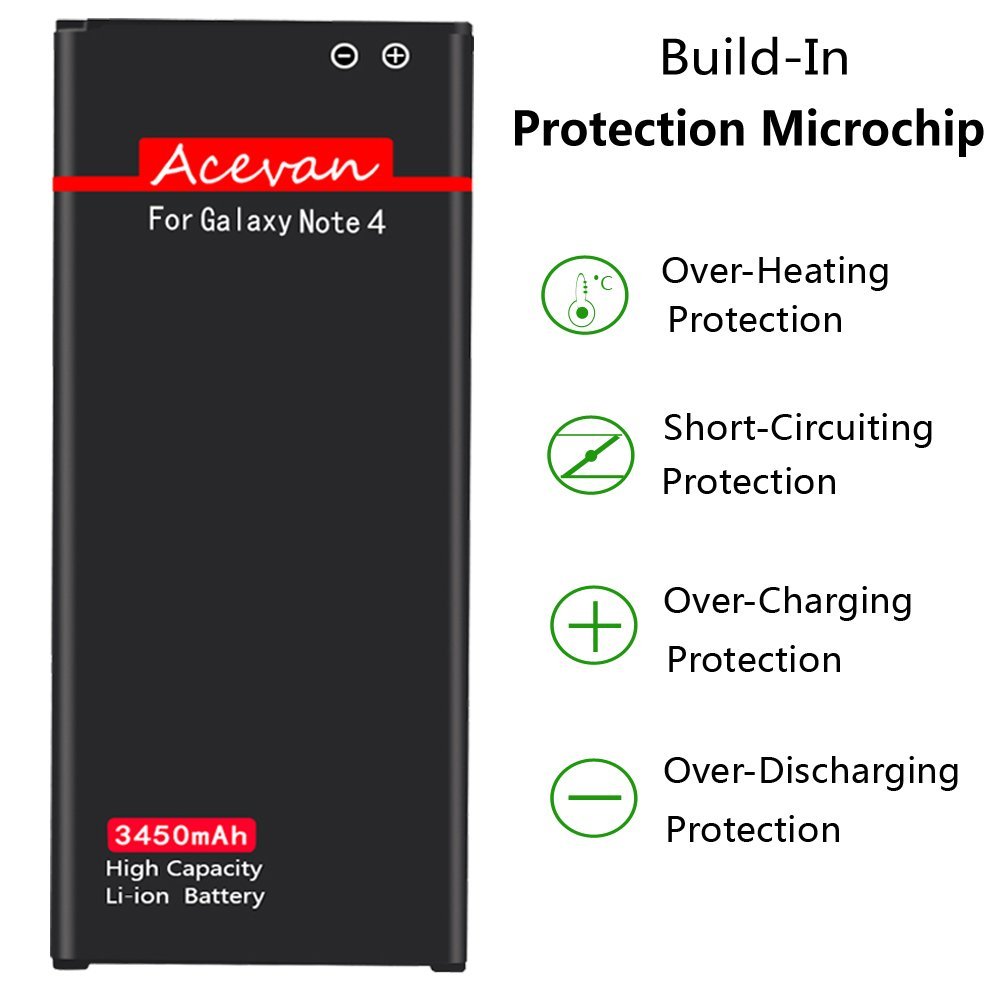 Acevan
For Galaxy Note 4
3450mAh
High Capacity
Li-ion Battery
Build-In
Protection Microchip
°C
Over-Heating
Protection
Short-Circuiting
Protection
Over-Charging
Protection
Over-Discharging
Protection